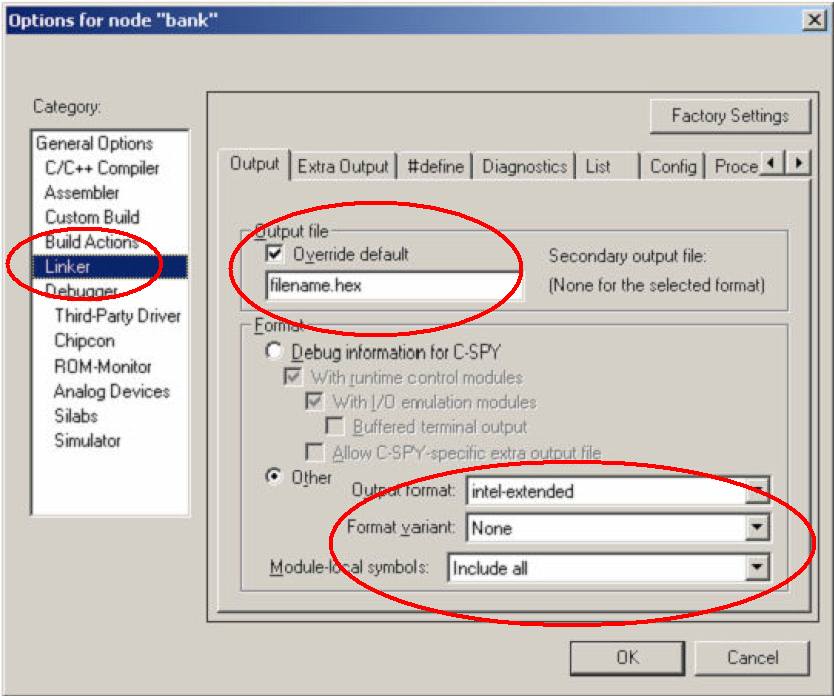 Options for node "bank"
Category:
General Options
C/C++ Compiler
Assembler
Custom Build
Build Actions
Linker
Debugger
Third-Party Driver
Chipcon
ROM-Monitor
Analog Devices
Silabs
Simulator
Factory Settings
Output Extra Output #define Diagnostics List Config Proce
Output file
Override default
filename.hex
Secondary output file:
(None for the selected format)
Format
Debug information for C-SPY
With runtime control modules
With I/O emulation modules
Buffered terminal output
Allow C-SPY-specific extra output file
Other
Output format: intel-extended
Format variant: None
Module-local symbols: Include all
OK Cancel